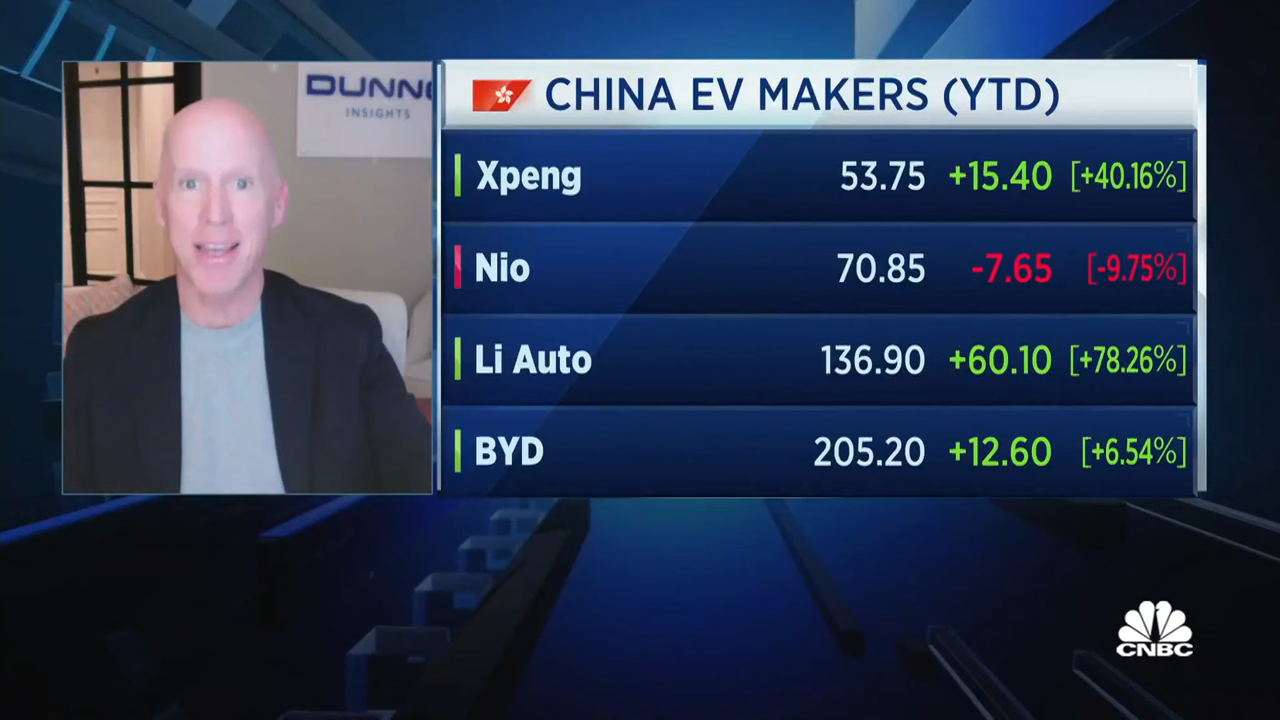 DUNN
INSIGHTS
CHINA EV MAKERS (YTD)
Xpeng 53.75 +15.40 [+40.16%]
Nio 70.85 -7.65 [-9.75%]
Li Auto 136.90 +60.10 [+78.26%]
BYD 205.20 +12.60 [+6.54%]
CNBC